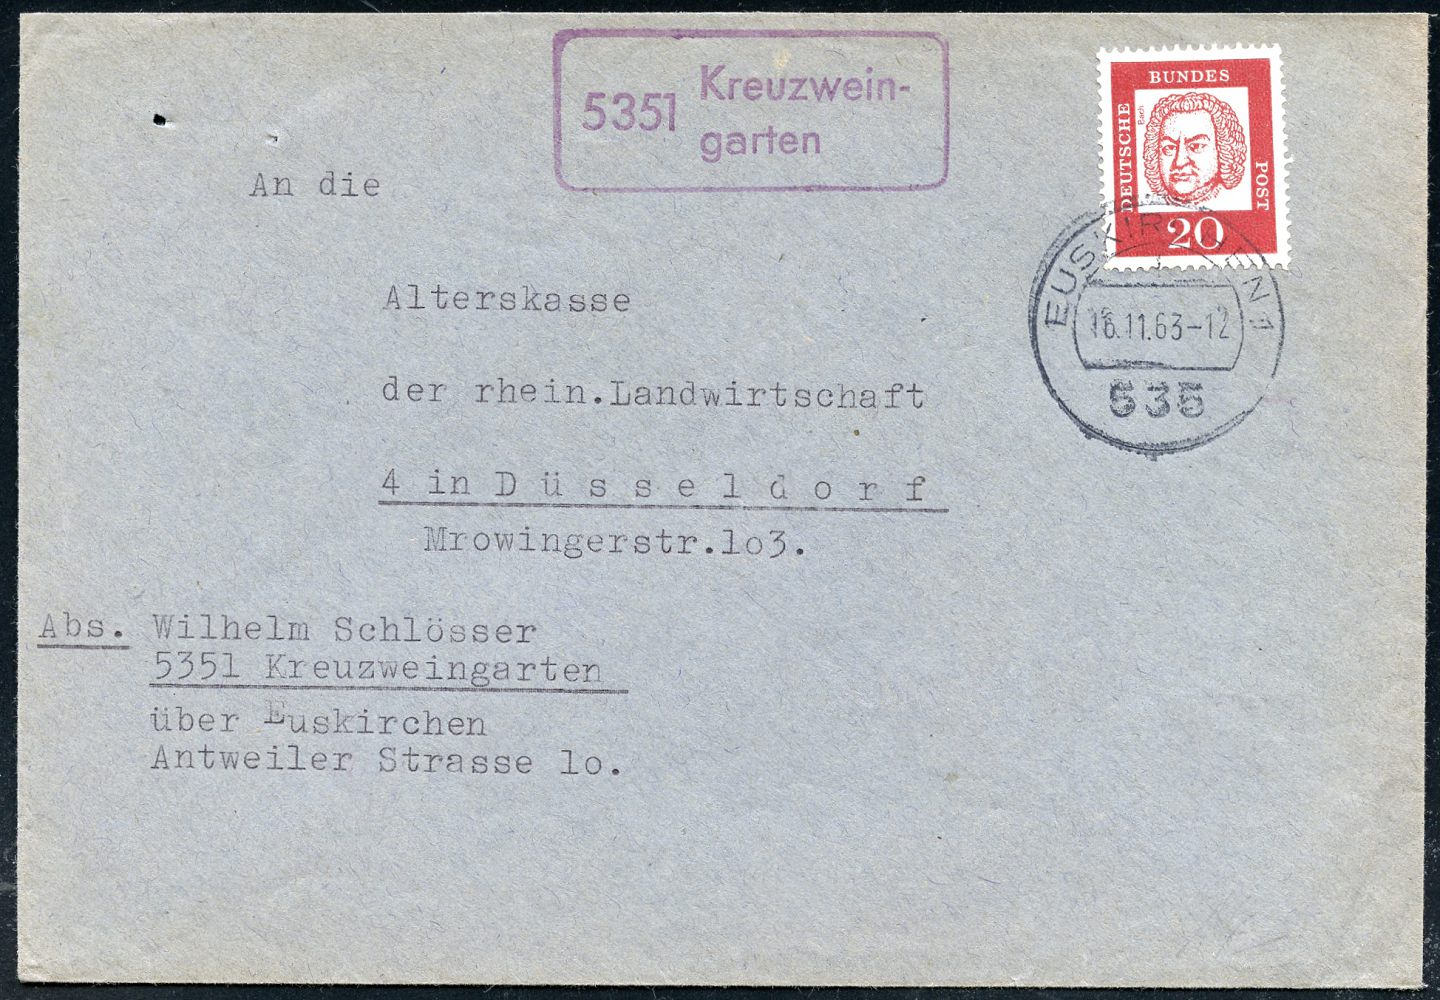 5351 Kreuzwein-
garten
BUNDES
DEUTSCHE
POST
Bach
20
EUSKIRCHEN 1
16.11.63-12
535
An die
Alterskasse
der rhein.Landwirtschaft
4 in D ü s s e l d o r f
Mrowingerstr.lo3.
Abs. Wilhelm Schlösser
5351 Kreuzweingarten
über Euskirchen
Antweiler Strasse lo.